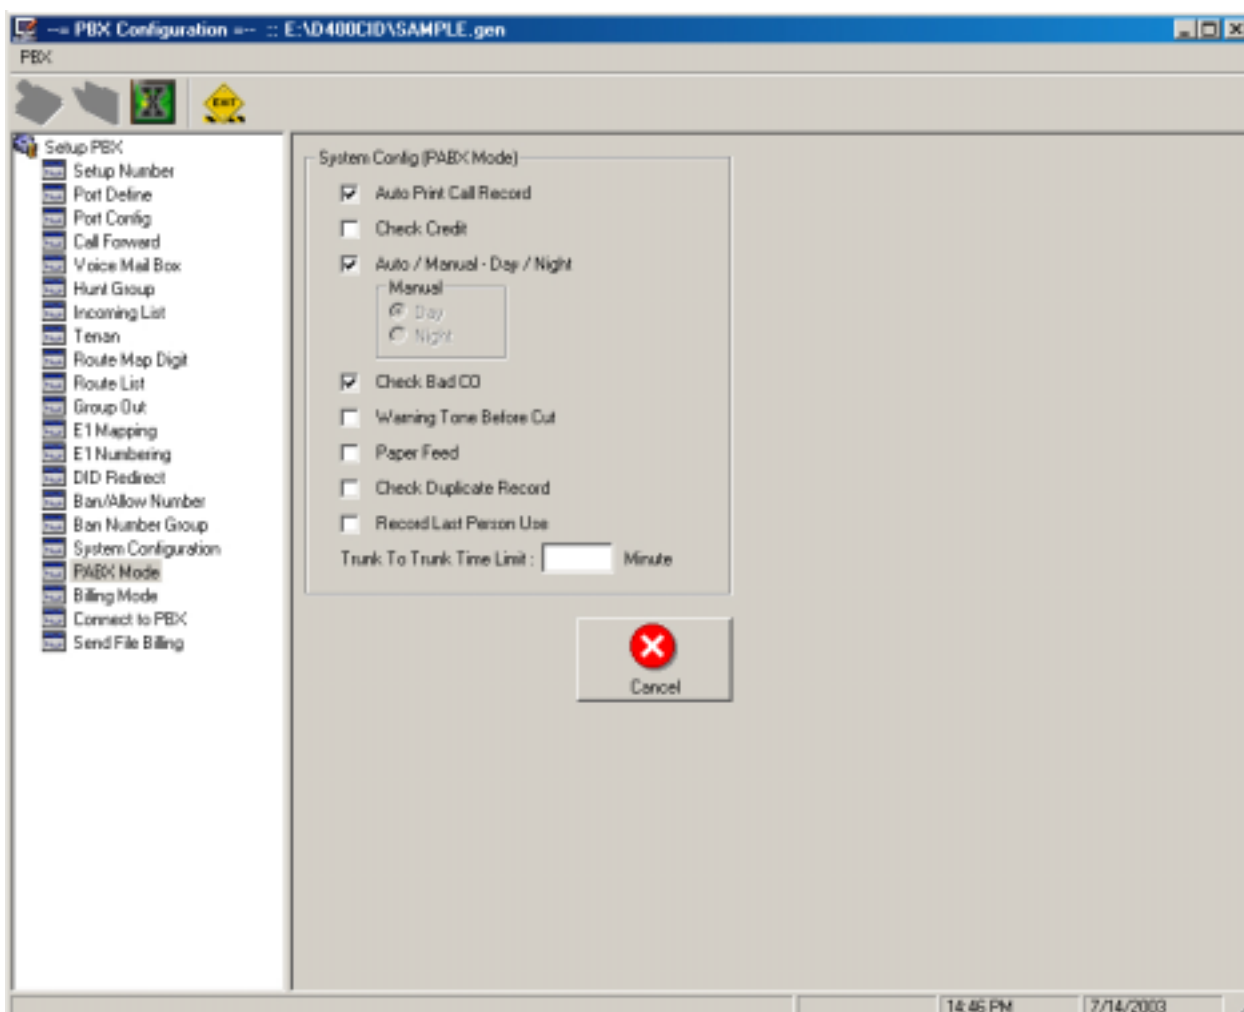 --= PBX Configuration =-- :: E:\D400CID\SAMPLE.gen
PBX
EXIT
Setup PBX
Setup Number
Port Define
Port Config
Call Forward
Voice Mail Box
Hunt Group
Incoming List
Tenan
Route Map Digit
Route List
Group Out
E1 Mapping
E1 Numbering
DID Redirect
Ban/Allow Number
Ban Number Group
System Configuration
PABX Mode
Billing Mode
Connect to PBX
Send File Billing
System Config (PABX Mode)
Auto Print Call Record
Check Credit
Auto / Manual - Day / Night
Manual
Day
Night
Check Bad CO
Warning Tone Before Cut
Paper Feed
Check Duplicate Record
Record Last Person Use
Trunk To Trunk Time Limit : Minute
Cancel
14:46 PM 7/14/2003